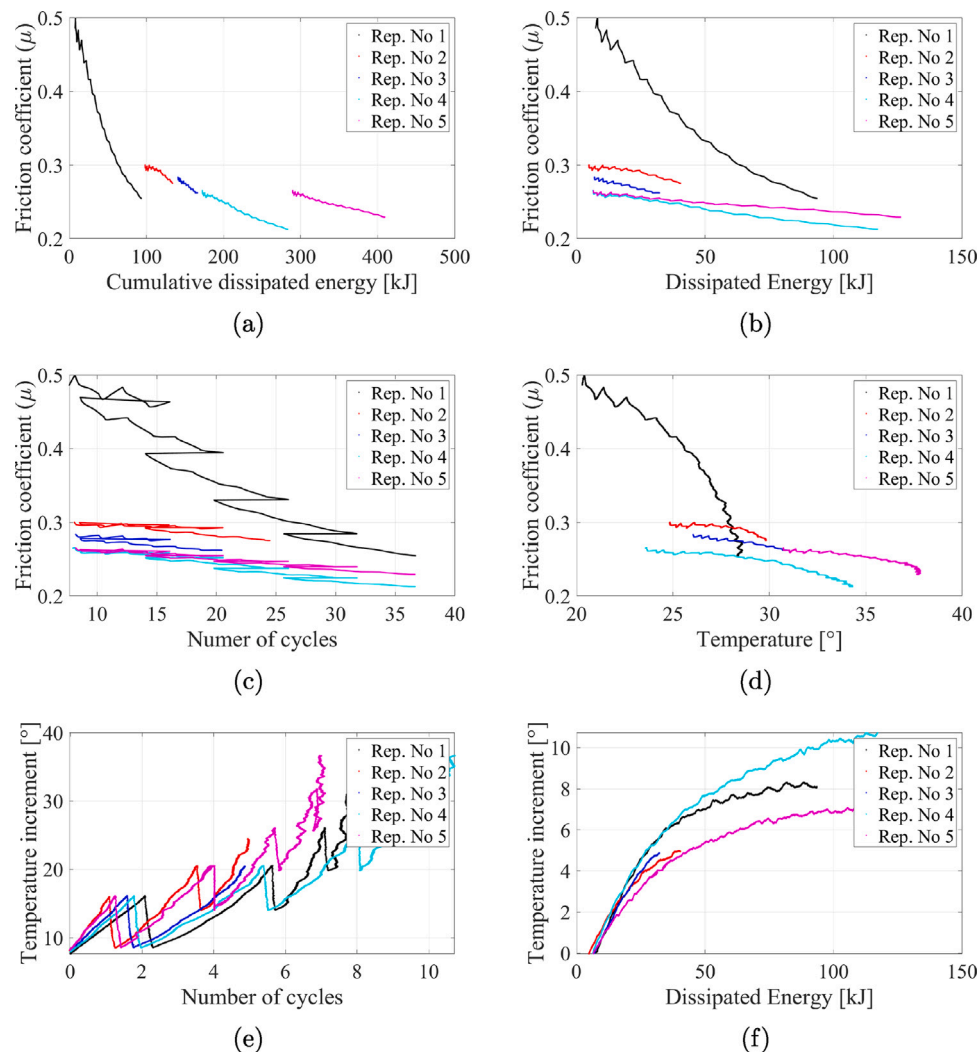 0.5
0.4
0.3
0.2
Friction coefficient (μ)
0 100 200 300 400 500
Cumulative dissipated energy [kJ]
Rep. No 1
Rep. No 2
Rep. No 3
Rep. No 4
Rep. No 5
(a)
0.5
0.4
0.3
0.2
Friction coefficient (μ)
0 50 100 150
Dissipated Energy [kJ]
Rep. No 1
Rep. No 2
Rep. No 3
Rep. No 4
Rep. No 5
(b)
0.5
0.4
0.3
0.2
Friction coefficient (μ)
10 15 20 25 30 35 40
Numer of cycles
Rep. No 1
Rep. No 2
Rep. No 3
Rep. No 4
Rep. No 5
(c)
0.5
0.4
0.3
0.2
Friction coefficient (μ)
20 25 30 35 40
Temperature [°]
Rep. No 1
Rep. No 2
Rep. No 3
Rep. No 4
Rep. No 5
(d)
40
30
20
10
Temperature increment [°]
0 2 4 6 8 10
Number of cycles
Rep. No 1
Rep. No 2
Rep. No 3
Rep. No 4
Rep. No 5
(e)
10
8
6
4
2
0
Temperature increment [°]
0 50 100 150
Dissipated Energy [kJ]
Rep. No 1
Rep. No 2
Rep. No 3
Rep. No 4
Rep. No 5
(f)